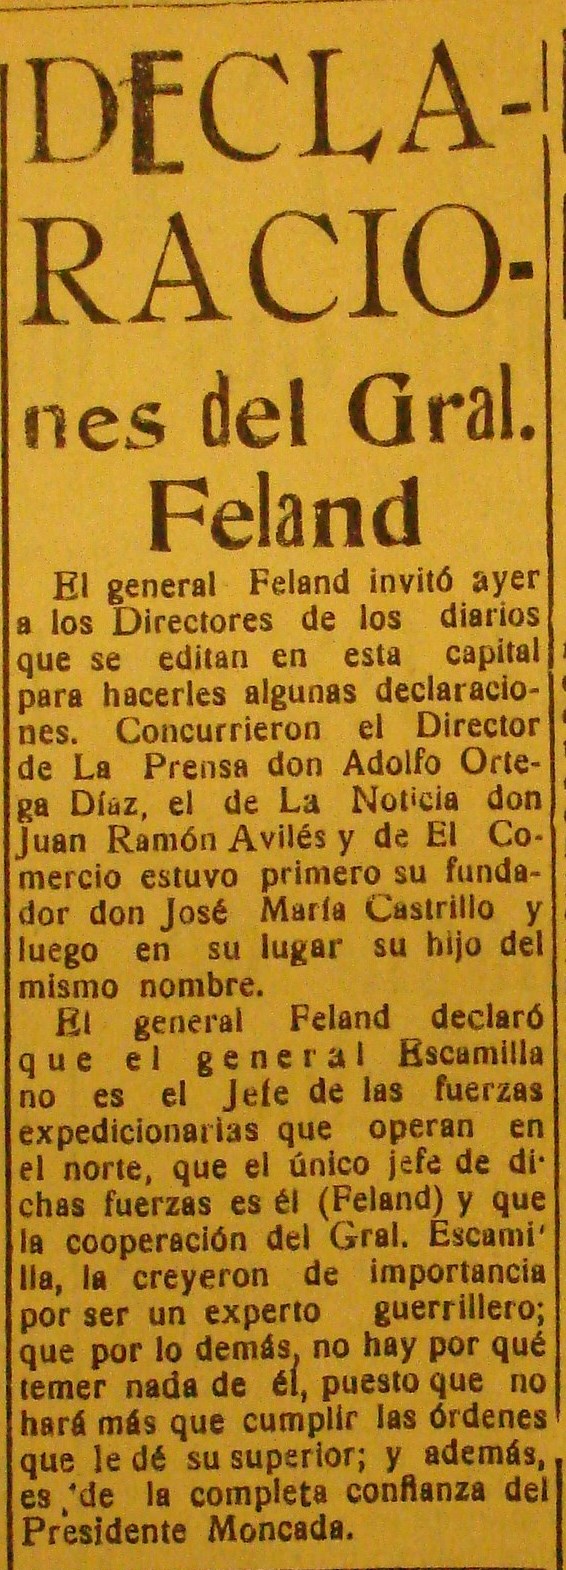 DECLA-
RACIO-
nes del Gral.
Feland
El general Feland invitó ayer
a los Directores de los diarios
que se editan en esta capital
para hacerles algunas declaracio-
nes. Concurrieron el Director
de La Prensa don Adolfo Orte-
ga Díaz, el de La Noticia don
Juan Ramón Avilés y de El Co-
mercio estuvo primero su funda-
dor don José María Castrillo y
luego en su lugar su hijo del
mismo nombre.
El general Feland declaró
que el general Escamilla
no es el Jefe de las fuerzas
expedicionarias que operan en
el norte, que el único jefe de di-
chas fuerzas es él (Feland) y que
la cooperación del Gral. Escami'
lla, la creyeron de importancia
por ser un experto guerrillero;
que por lo demás, no hay por qué
temer nada de él, puesto que no
hará más que cumplir las órdenes
que le dé su superior; y además,
es de la completa confianza del
Presidente Moncada.